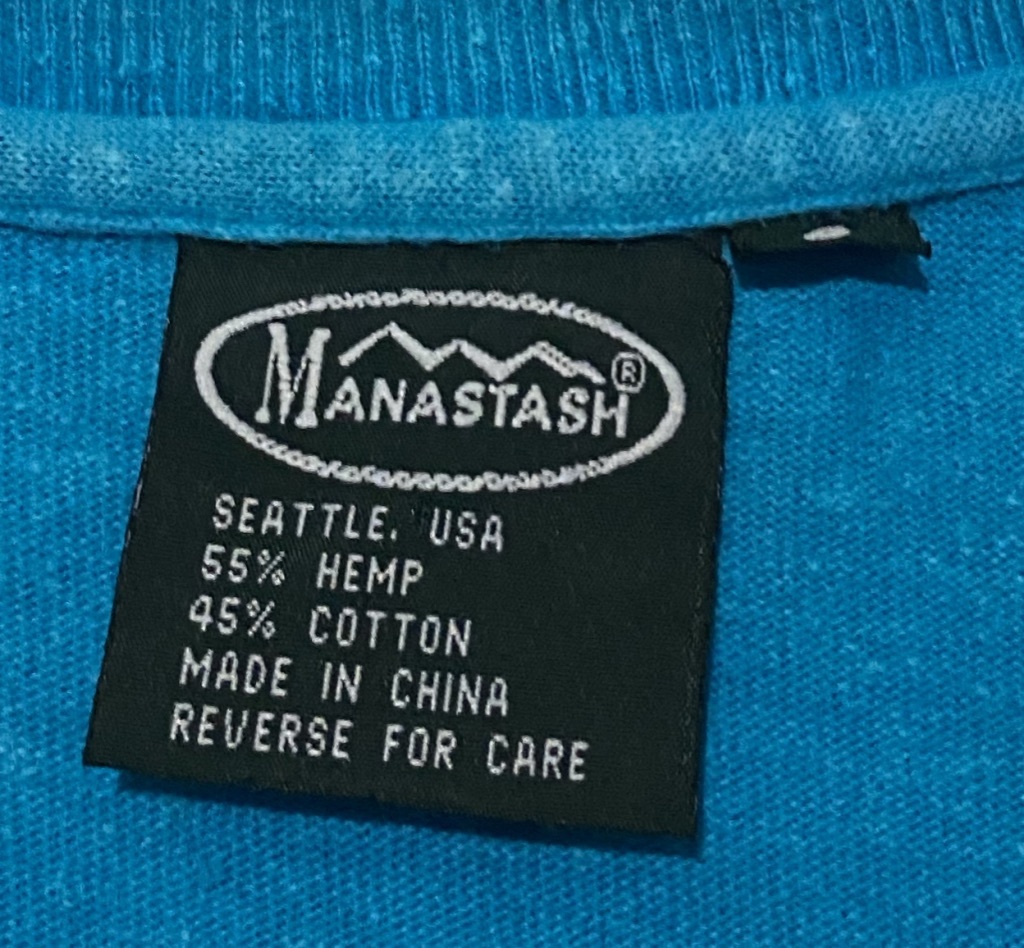 MANASTASH®
SEATTLE. USA
55% HEMP
45% COTTON
MADE IN CHINA
REVERSE FOR CARE